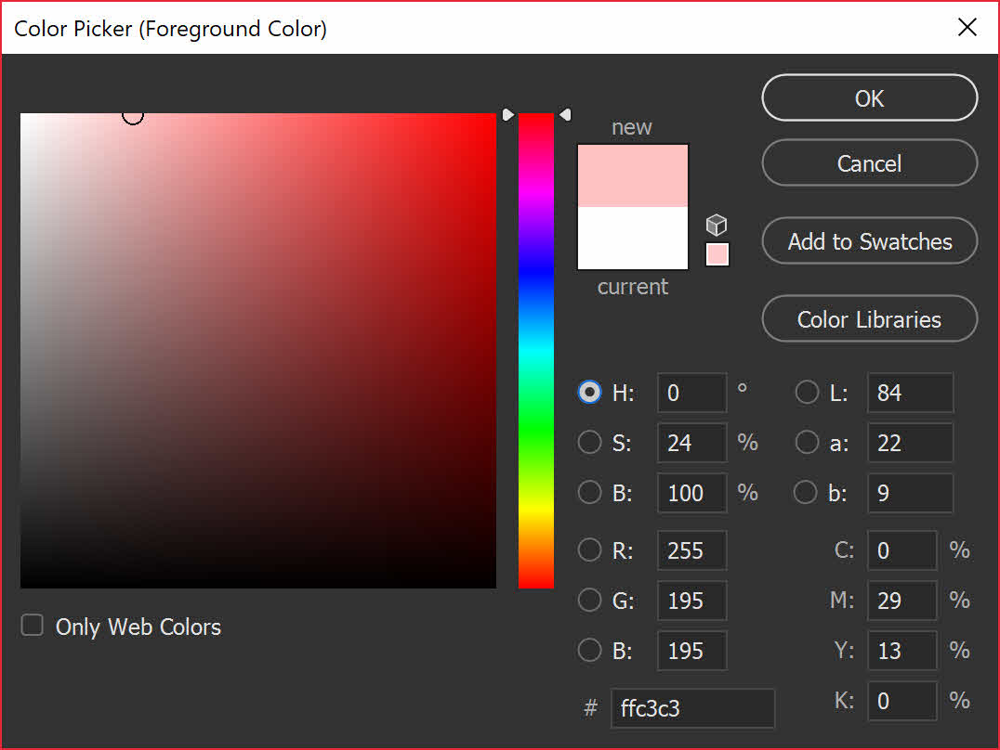 Color Picker (Foreground Color)
OK
new
Cancel
Add to Swatches
current
Color Libraries
H: 0 ° L: 84
S: 24 % a: 22
B: 100 % b: 9
R: 255 C: 0 %
G: 195 M: 29 %
B: 195 Y: 13 %
Only Web Colors
# ffc3c3 K: 0 %